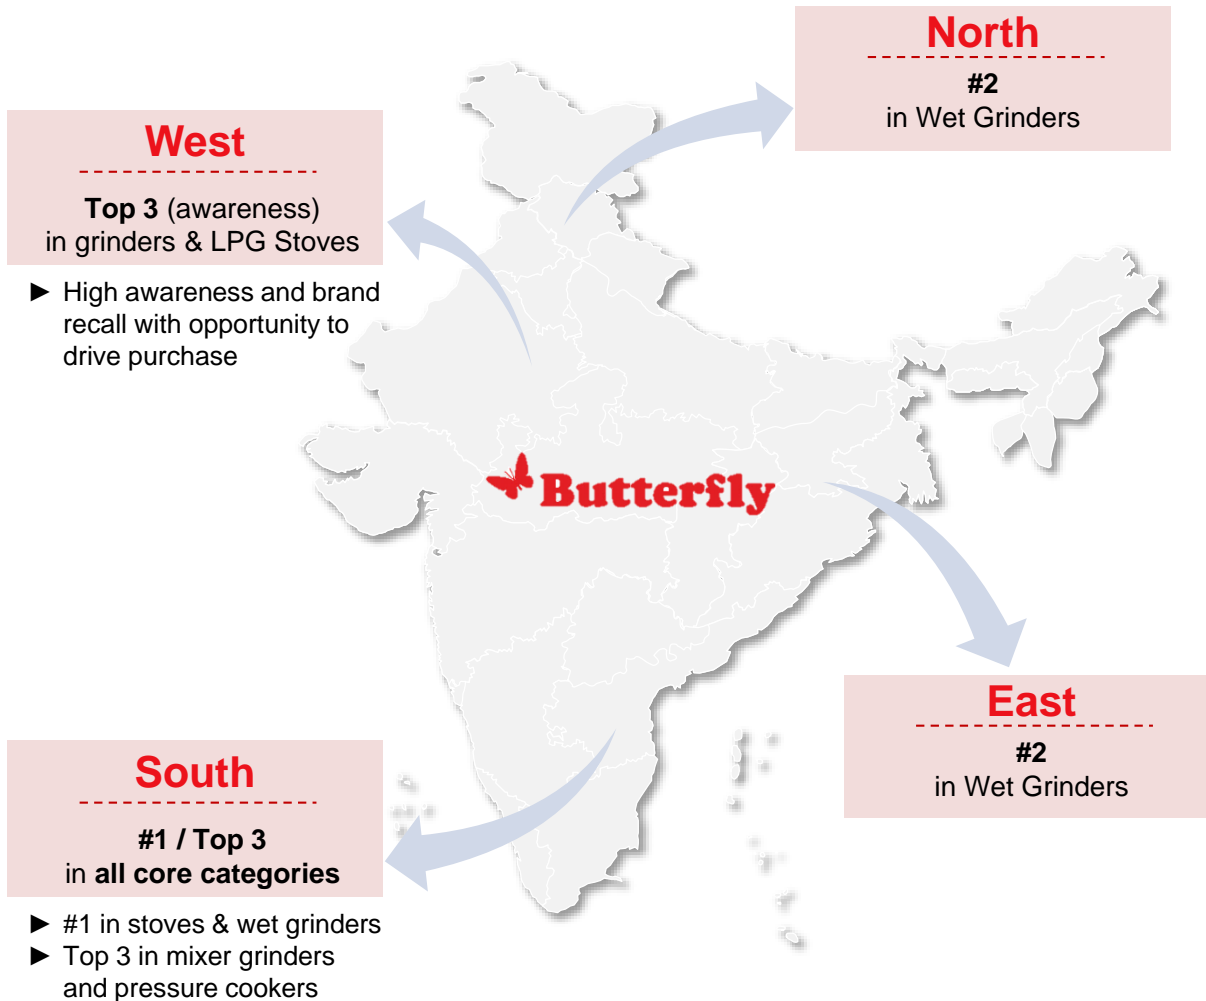 North
#2
in Wet Grinders
West
Top 3 (awareness)
in grinders & LPG Stoves
► High awareness and brand
recall with opportunity to
drive purchase
Butterfly
East
#2
in Wet Grinders
South
#1 / Top 3
in all core categories
► #1 in stoves & wet grinders
► Top 3 in mixer grinders
and pressure cookers